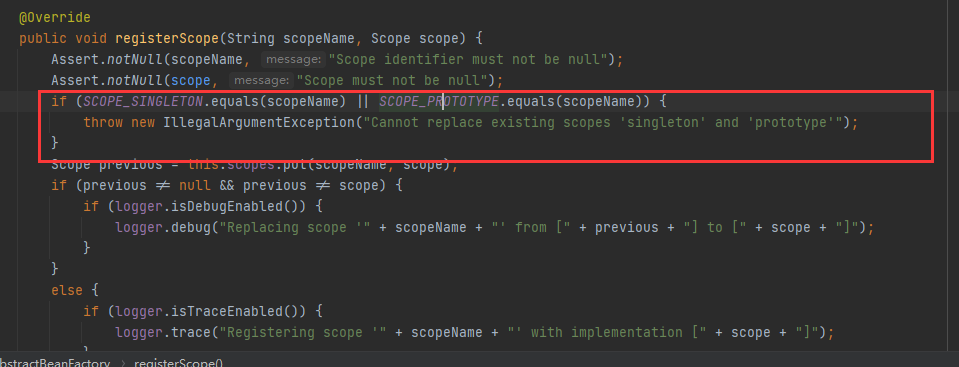 @Override
public void registerScope(String scopeName, Scope scope) {
Assert.notNull(scopeName, message: "Scope identifier must not be null");
Assert.notNull(scope, message: "Scope must not be null");
if (SCOPE_SINGLETON.equals(scopeName) || SCOPE_PROTOTYPE.equals(scopeName)) {
throw new IllegalArgumentException("Cannot replace existing scopes 'singleton' and 'prototype'");
}
Scope previous = this.scopes.put(scopeName, scope);
if (previous ≠ null && previous ≠ scope) {
if (logger.isDebugEnabled()) {
logger.debug("Replacing scope '" + scopeName + "' from [" + previous + "] to [" + scope + "]");
}
}
else {
if (logger.isTraceEnabled()) {
logger.trace("Registering scope '" + scopeName + "' with implementation [" + scope + "]");
}
bstractBeanFactory › registerScope()